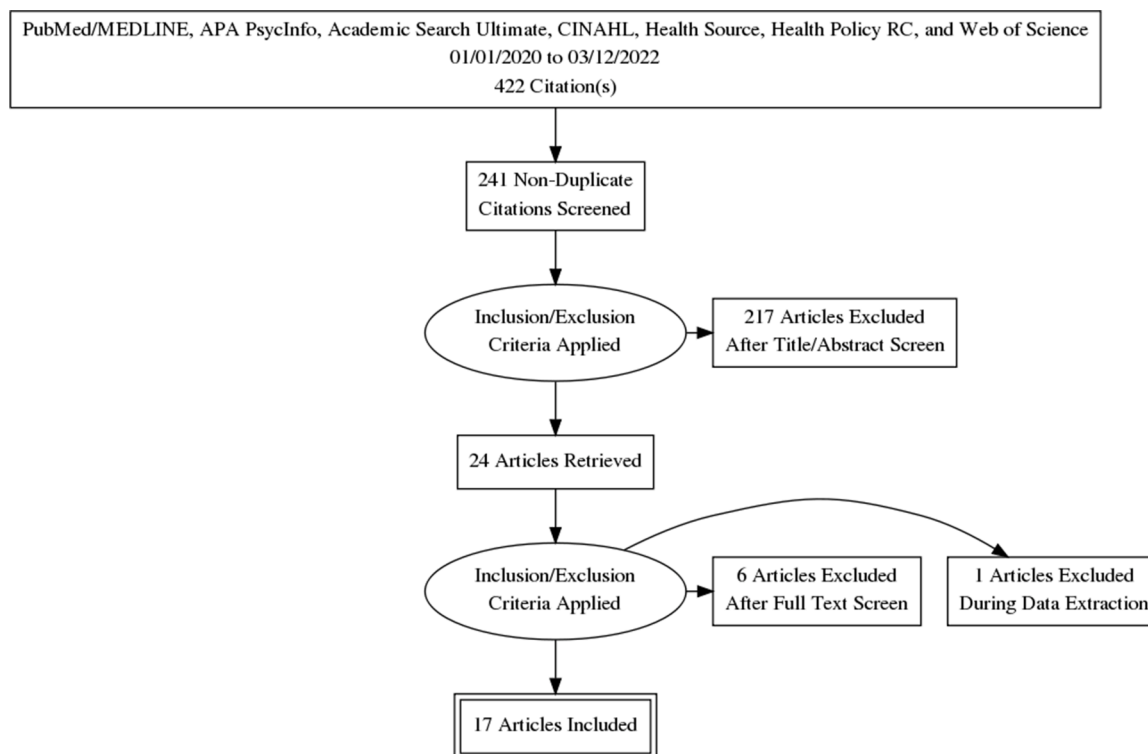 PubMed/MEDLINE, APA PsycInfo, Academic Search Ultimate, CINAHL, Health Source, Health Policy RC, and Web of Science
01/01/2020 to 03/12/2022
422 Citation(s)
241 Non-Duplicate
Citations Screened
Inclusion/Exclusion
Criteria Applied
217 Articles Excluded
After Title/Abstract Screen
24 Articles Retrieved
Inclusion/Exclusion
Criteria Applied
6 Articles Excluded
After Full Text Screen
1 Articles Excluded
During Data Extraction
17 Articles Included